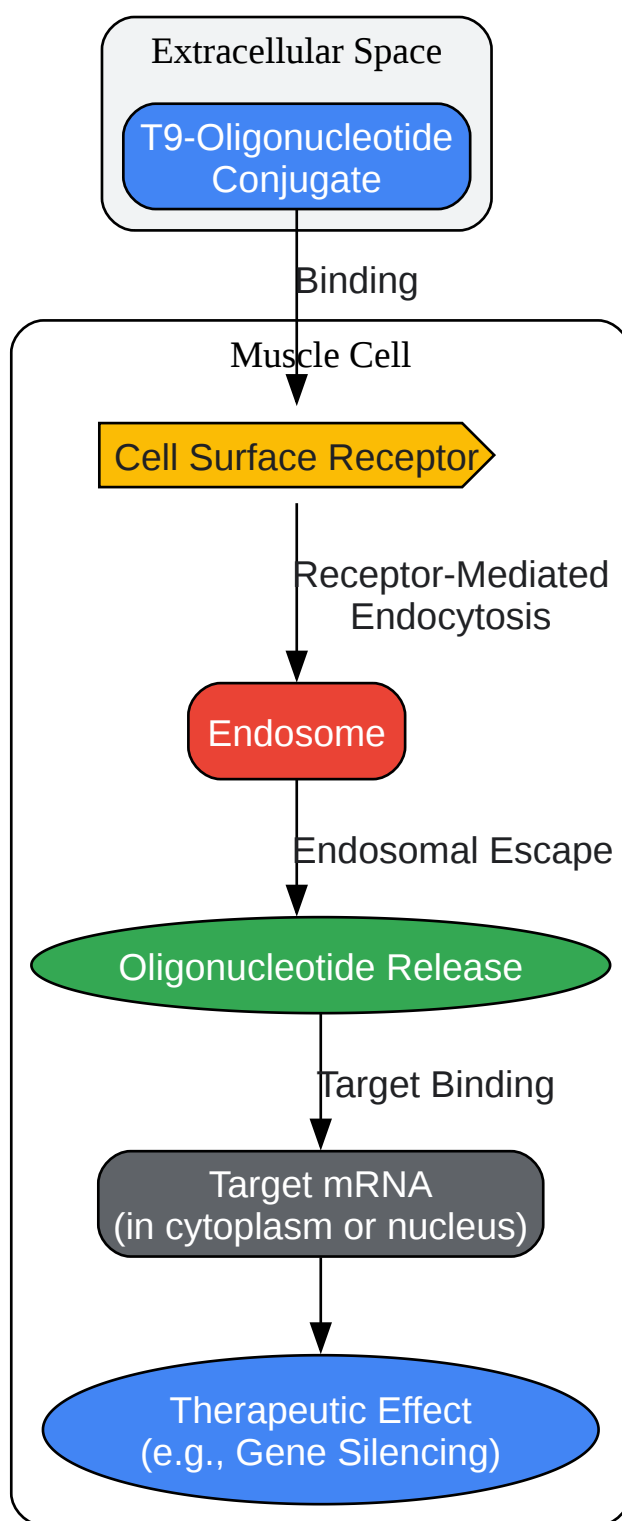 Extracellular Space
T9-Oligonucleotide
Conjugate
Binding
Muscle Cell
Cell Surface Receptor
Receptor-Mediated
Endocytosis
Endosome
Endosomal Escape
Oligonucleotide Release
Target Binding
Target mRNA
(in cytoplasm or nucleus)
Therapeutic Effect
(e.g., Gene Silencing)